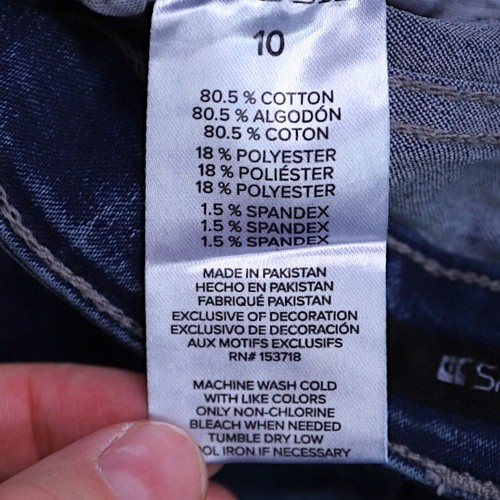 10
80.5 % COTTON
80.5 % ALGODÓN
80.5 % COTON
18 % POLYESTER
18 % POLIÉSTER
18 % POLYESTER
1.5 % SPANDEX
1.5 % SPANDEX
1.5 % SPANDEX
MADE IN PAKISTAN
HECHO EN PAKISTAN
FABRIQUÉ PAKISTAN
EXCLUSIVE OF DECORATION
EXCLUSIVO DE DECORACIÓN
AUX MOTIFS EXCLUSIFS
RN# 153718
MACHINE WASH COLD
WITH LIKE COLORS
ONLY NON-CHLORINE
BLEACH WHEN NEEDED
TUMBLE DRY LOW
IRON IF NECESSARY